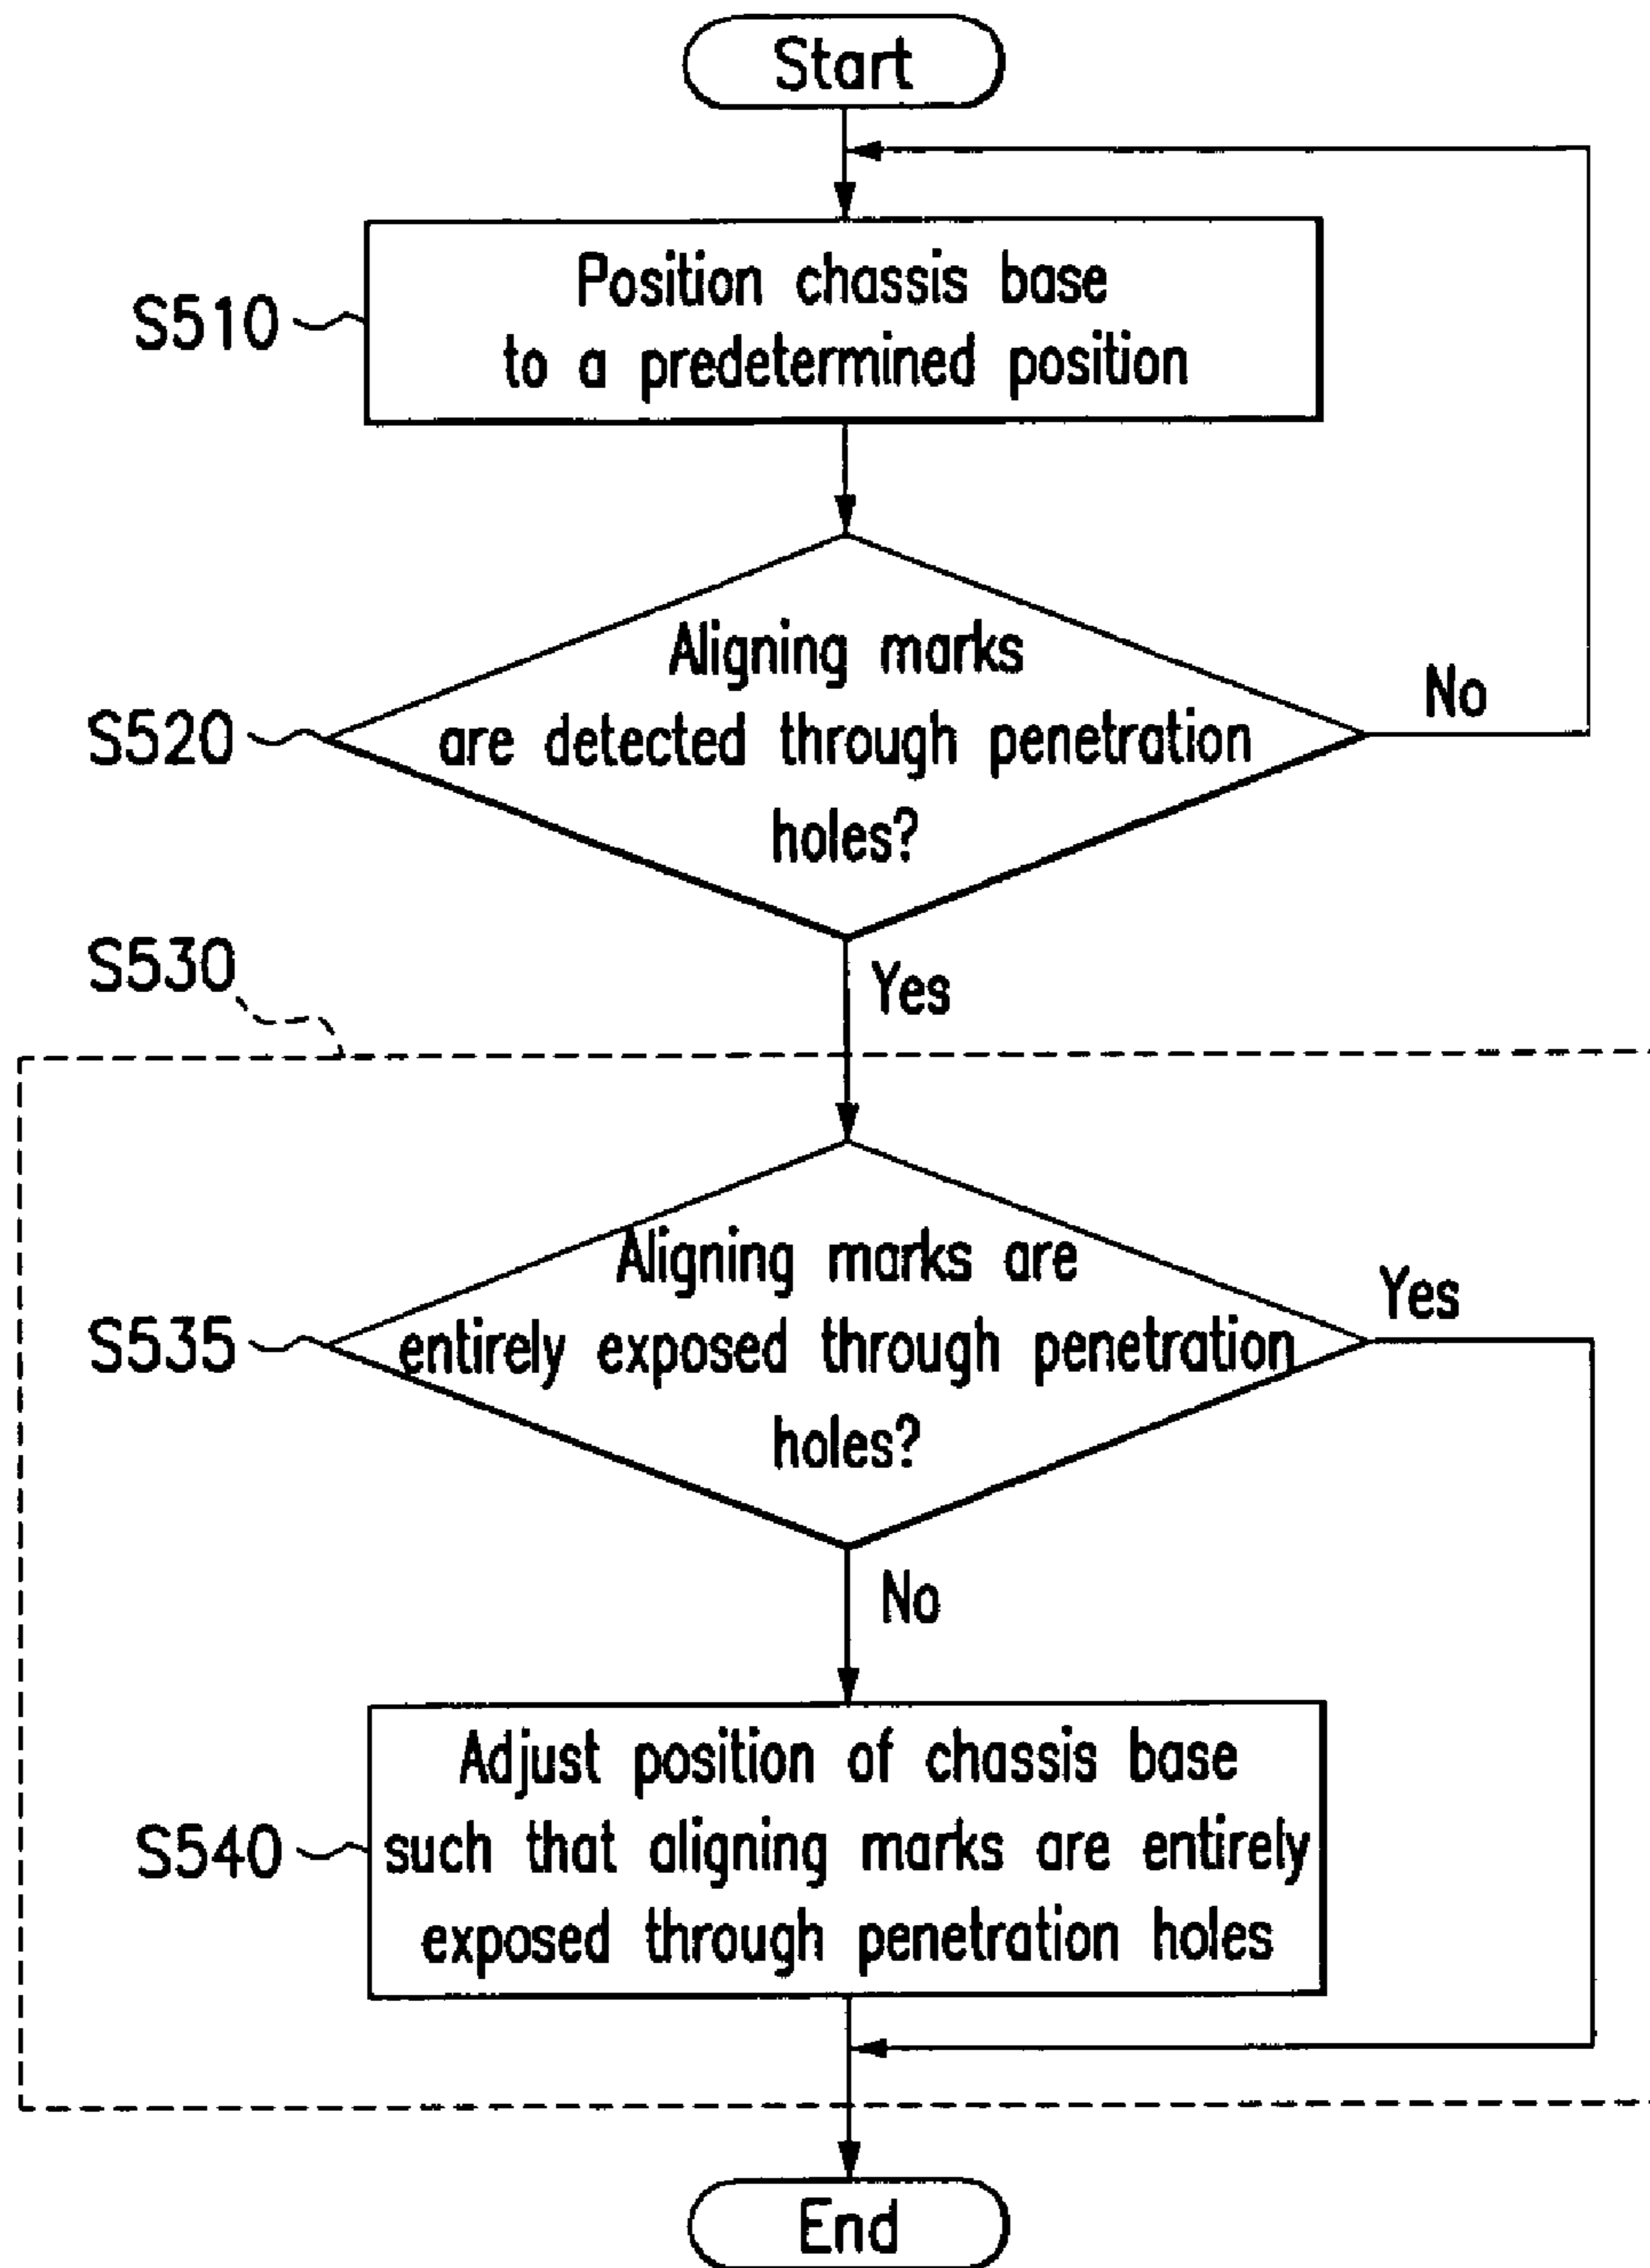 Start
S510
Position chassis base
to a predetermined position
S520
Aligning marks
are detected through penetration
holes?
No
Yes
S530
S535
Aligning marks are
entirely exposed through penetration
holes?
Yes
No
S540
Adjust position of chassis base
such that aligning marks are entirely
exposed through penetration holes
End